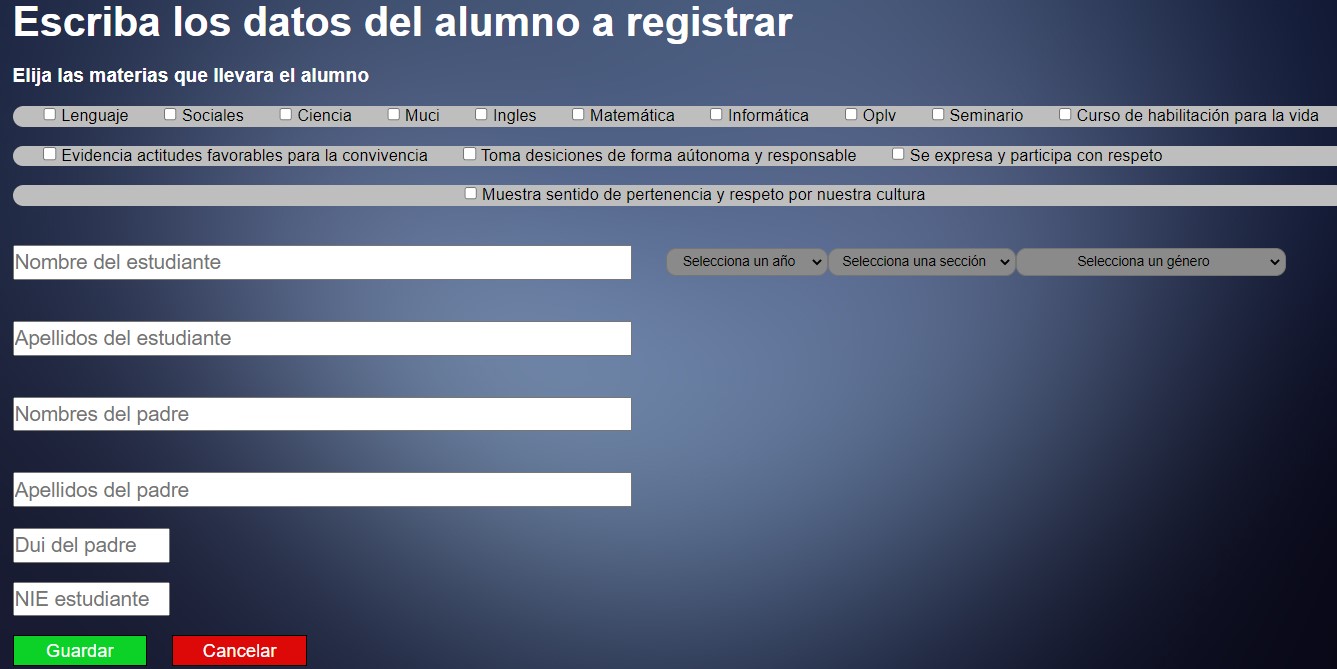 Escriba los datos del alumno a registrar
Elija las materias que llevara el alumno
Lenguaje Sociales Ciencia Muci Ingles Matemática Informática Oplv Seminario Curso de habilitación para la vida
Evidencia actitudes favorables para la convivencia Toma desiciones de forma aútonoma y responsable Se expresa y participa con respeto
Muestra sentido de pertenencia y respeto por nuestra cultura
Nombre del estudiante Selecciona un año Selecciona una sección Selecciona un género
Apellidos del estudiante
Nombres del padre
Apellidos del padre
Dui del padre
NIE estudiante
Guardar Cancelar